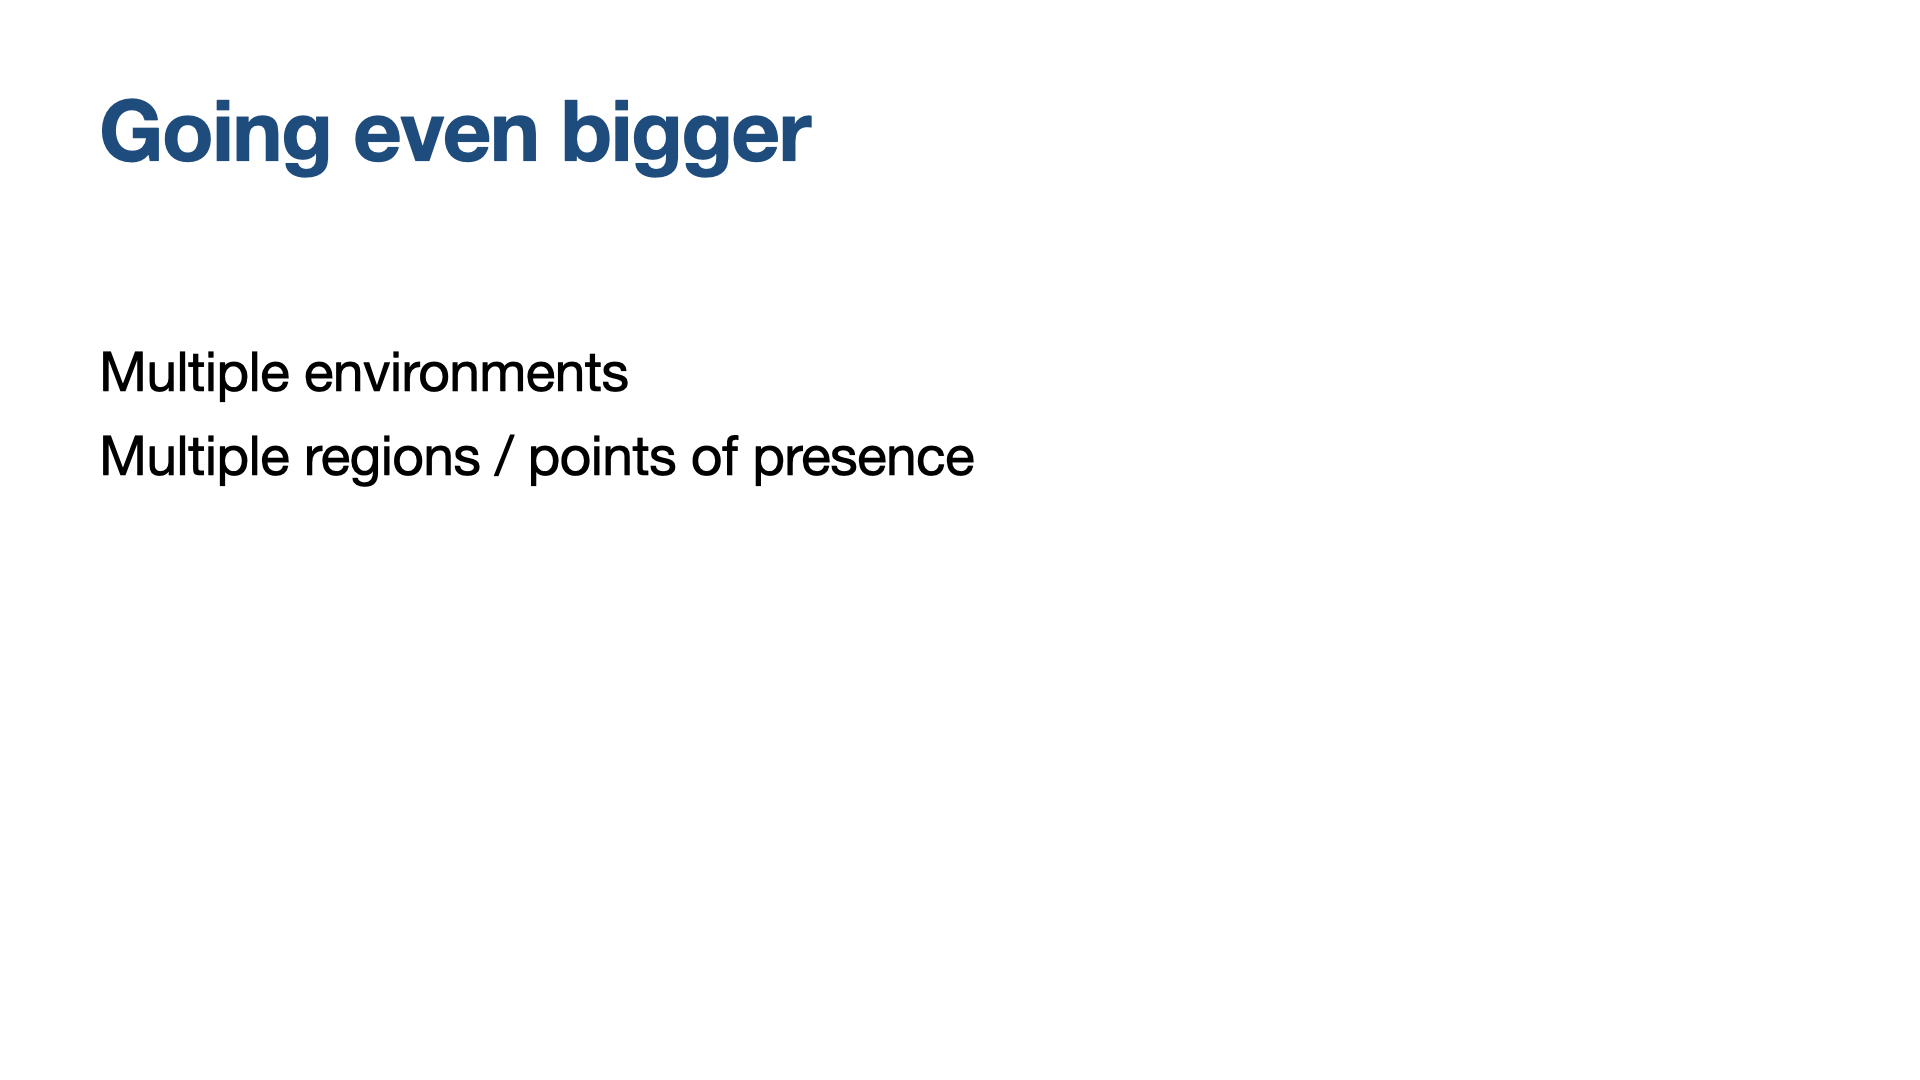 Going even bigger
Multiple environments
Multiple regions / points of presence